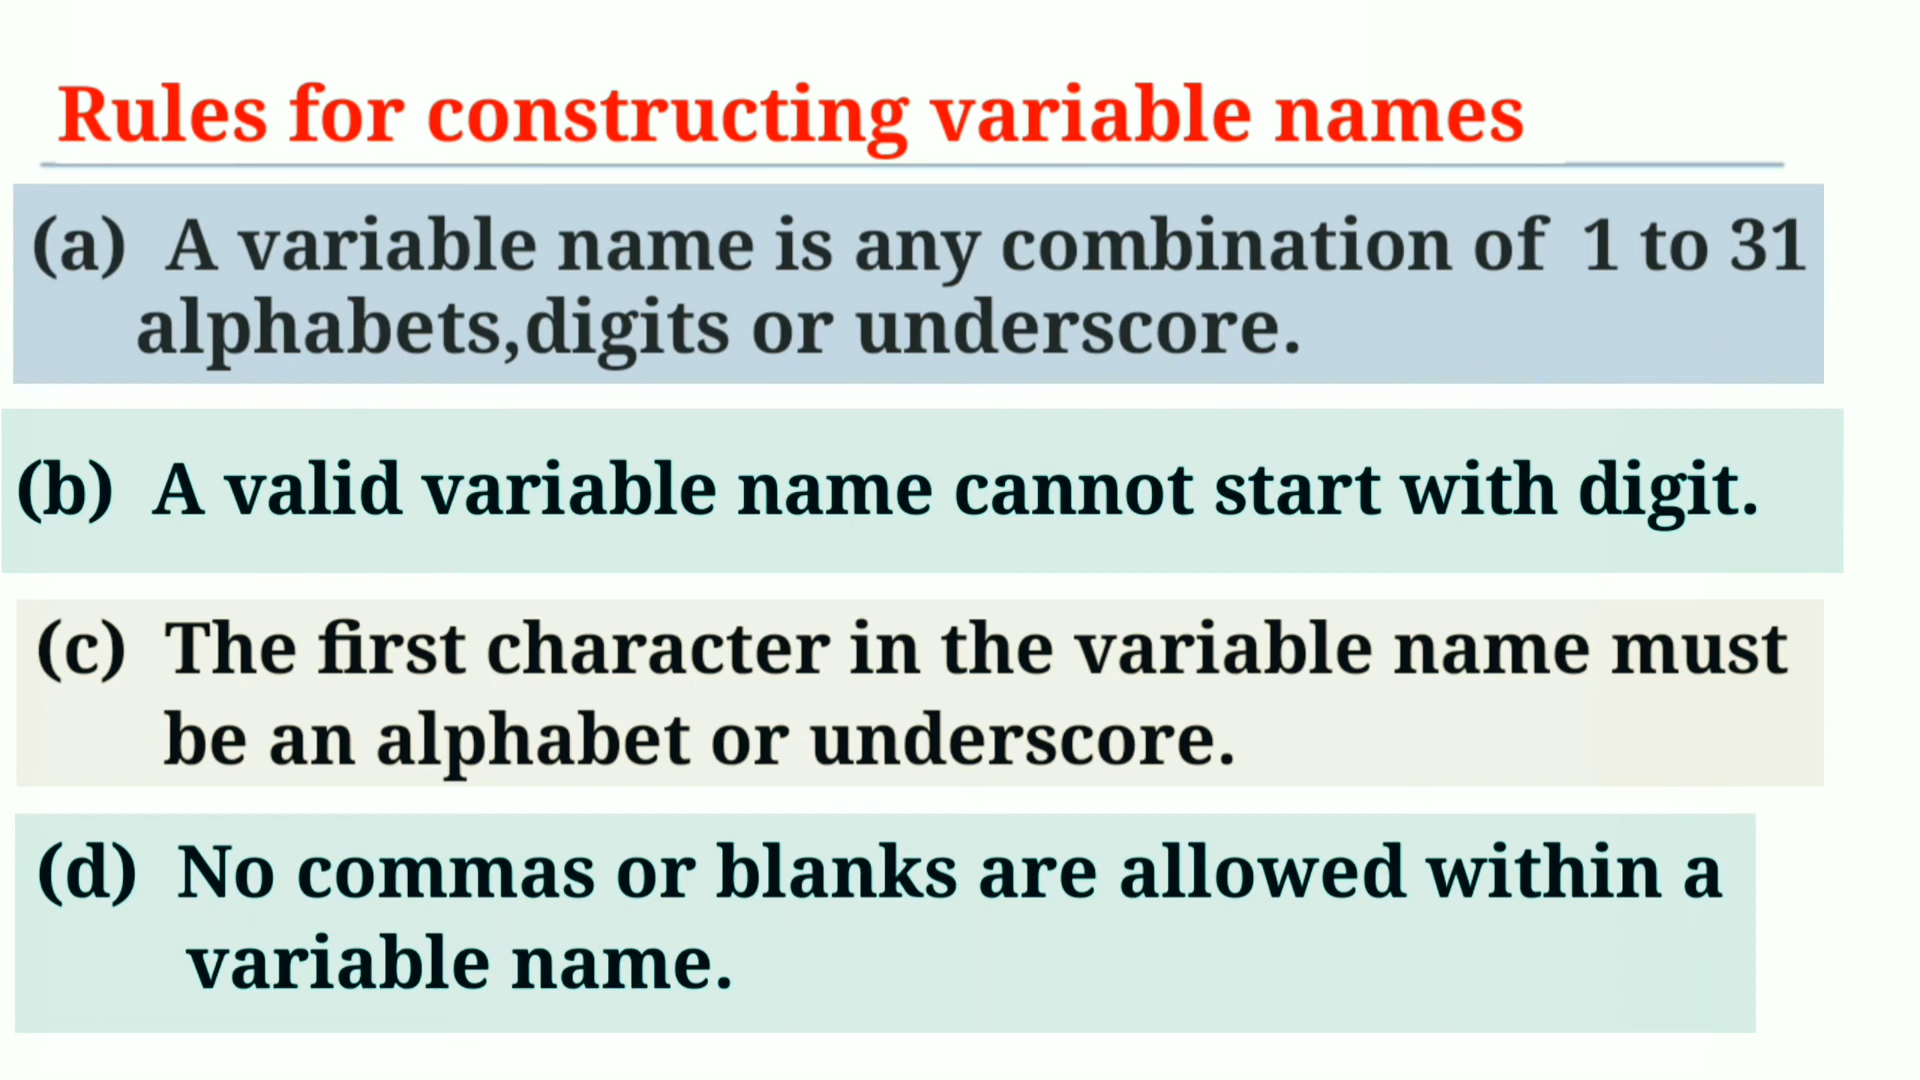 Rules for constructing variable names
(a) A variable name is any combination of 1 to 31
alphabets,digits or underscore.
(b) A valid variable name cannot start with digit.
(c) The first character in the variable name must
be an alphabet or underscore.
(d) No commas or blanks are allowed within a
variable name.